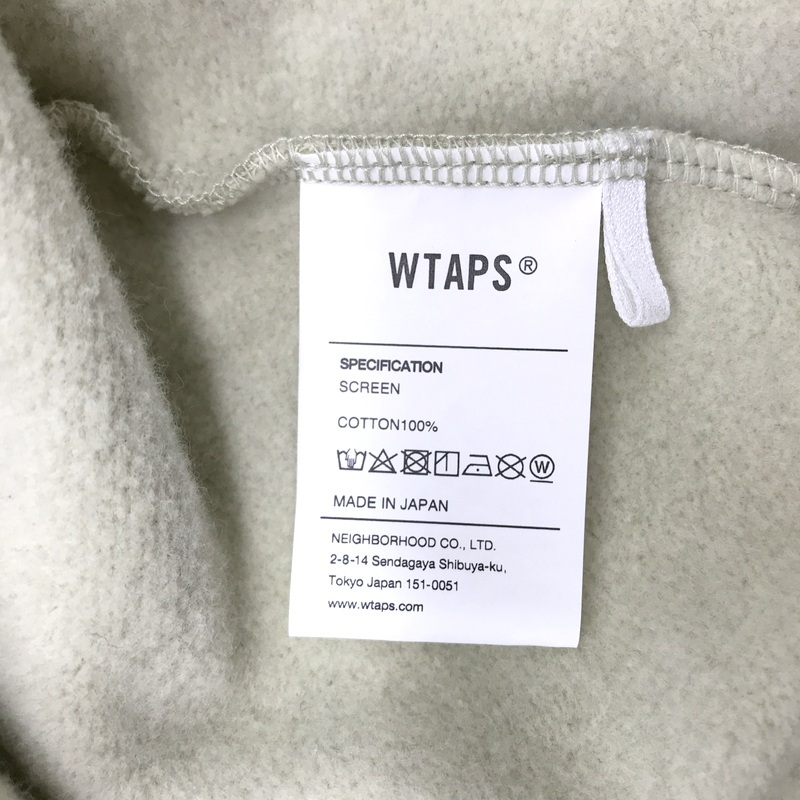 WTAPS®
SPECIFICATION
SCREEN
COTTON100%
W
MADE IN JAPAN
NEIGHBORHOOD CO., LTD.
2-8-14 Sendagaya Shibuya-ku,
Tokyo Japan 151-0051
www.wtaps.com